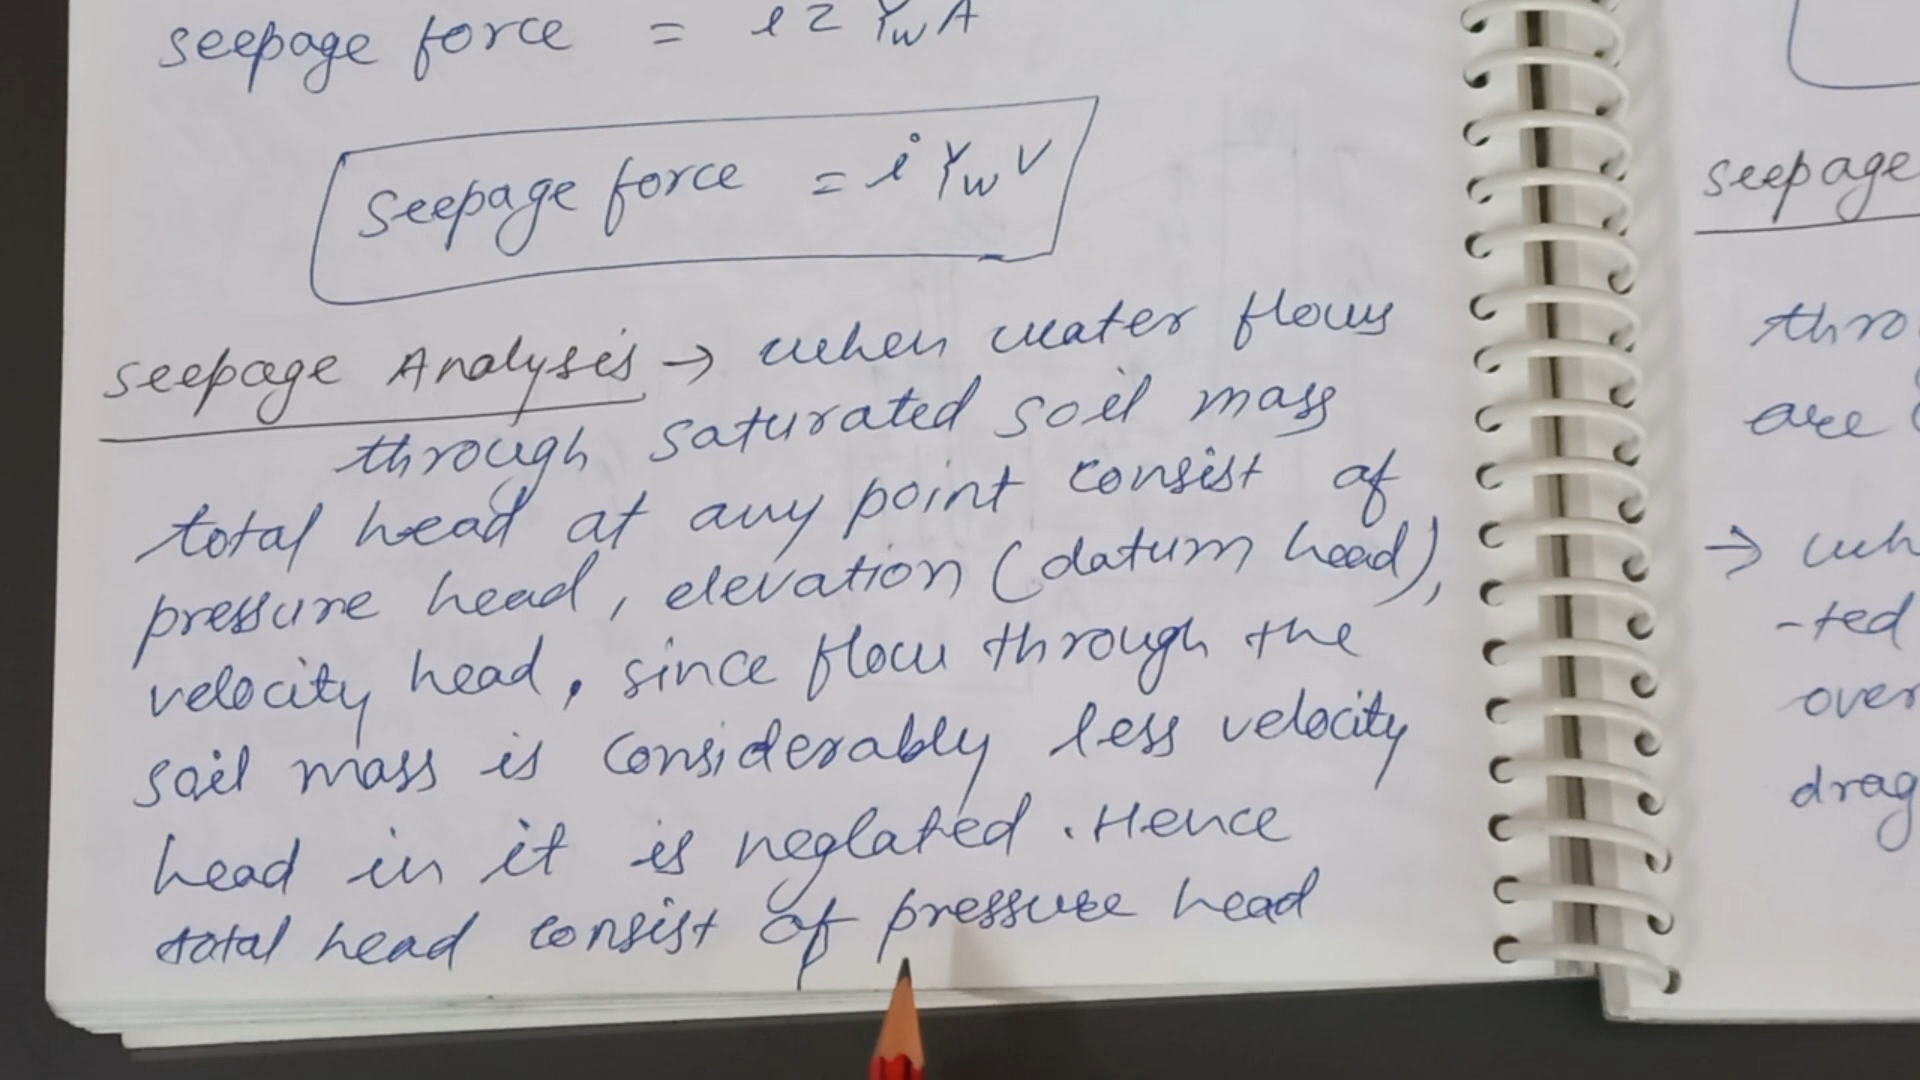 seepage force = i z γw A
Seepage force = i γw V
seepage Analysis → when water flows
through saturated soil mass
total head at any point consist of
pressure head, elevation (datum head),
velocity head, since flow through the
soil mass is considerably less velocity
head in it is neglated. Hence
total head consist of pressure head
seepage
thro
are
→ wh
-ted
over
drag